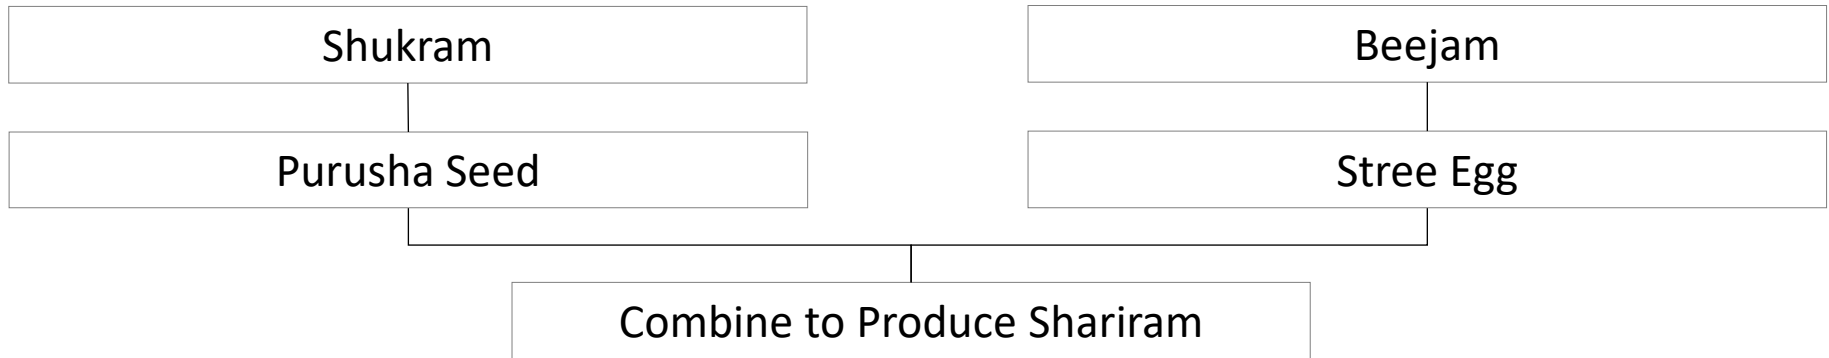 Shukram
Beejam
Purusha Seed
Stree Egg
Combine to Produce Shariram